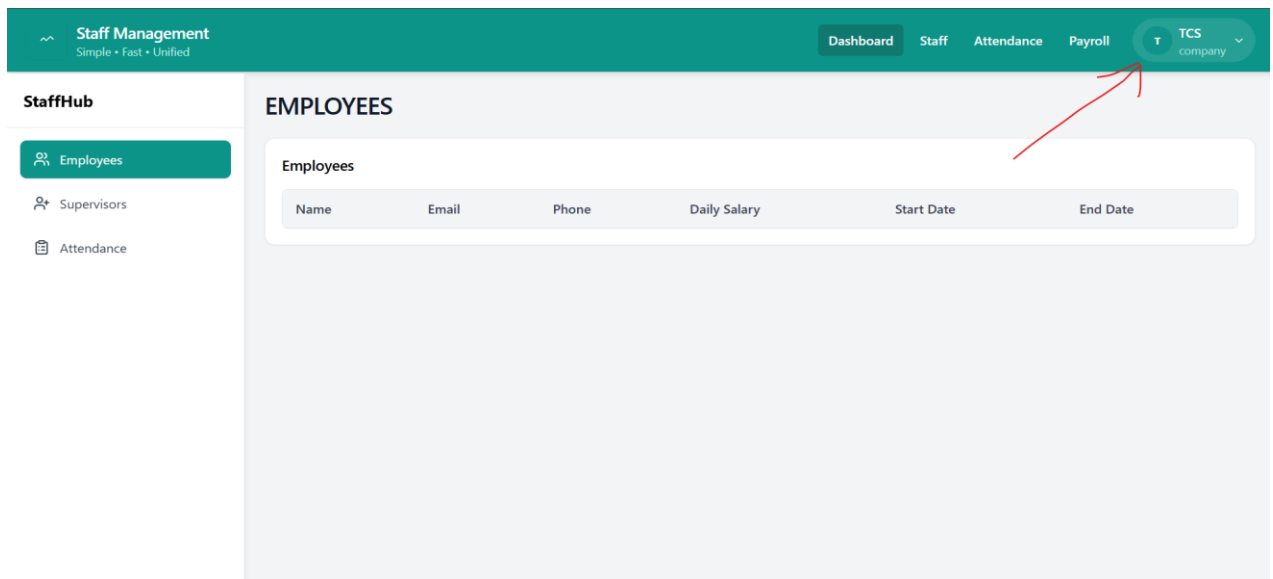 Staff Management
Simple • Fast • Unified
Dashboard Staff Attendance Payroll
T
TCS
company
StaffHub
Employees
Supervisors
Attendance
EMPLOYEES
Employees
Name Email Phone Daily Salary Start Date End Date